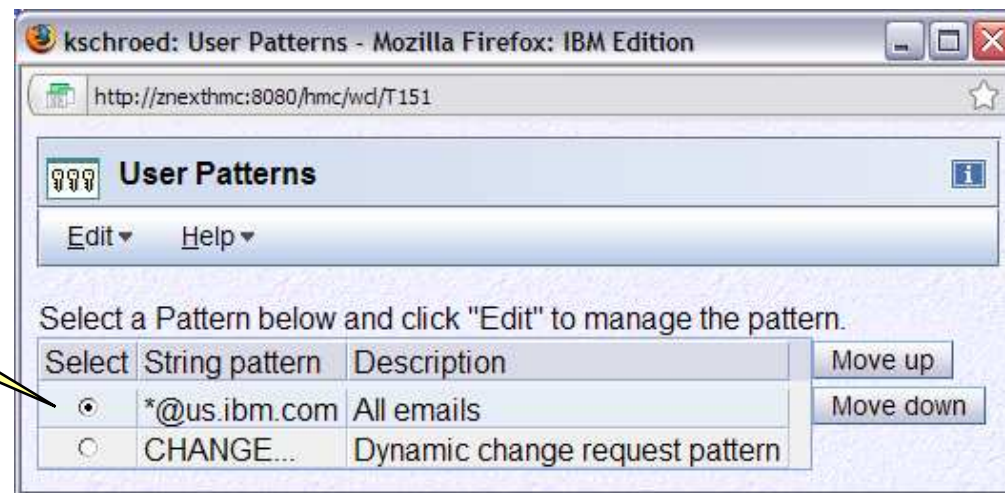 kschroed: User Patterns - Mozilla Firefox: IBM Edition
http://znexthmc:8080/hmc/wcl/T151
User Patterns
Edit Help
Select a Pattern below and click "Edit" to manage the pattern.
Select String pattern Description Move up
*@us.ibm.com All emails Move down
CHANGE... Dynamic change request pattern